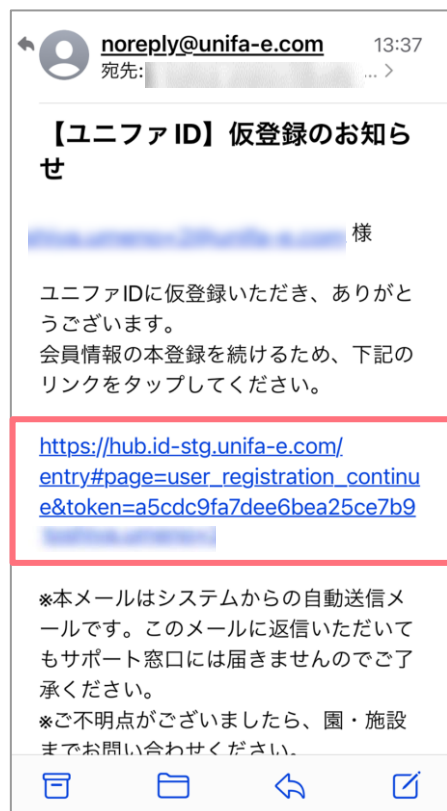 noreply@unifa-e.com 13:37
宛先: ... >
【ユニファID】仮登録のお知ら
せ
様
ユニファIDに仮登録いただき、ありがと
うございます。
会員情報の本登録を続けるため、下記の
リンクをタップしてください。
https://hub.id-stg.unifa-e.com/
entry#page=user_registration_continu
e&token=a5cdc9fa7dee6bea25ce7b9
※本メールはシステムからの自動送信メ
ールです。このメールに返信いただいて
もサポート窓口には届きませんのでご了
承ください。
※ご不明点がございましたら、園・施設
までお問い合わせください。